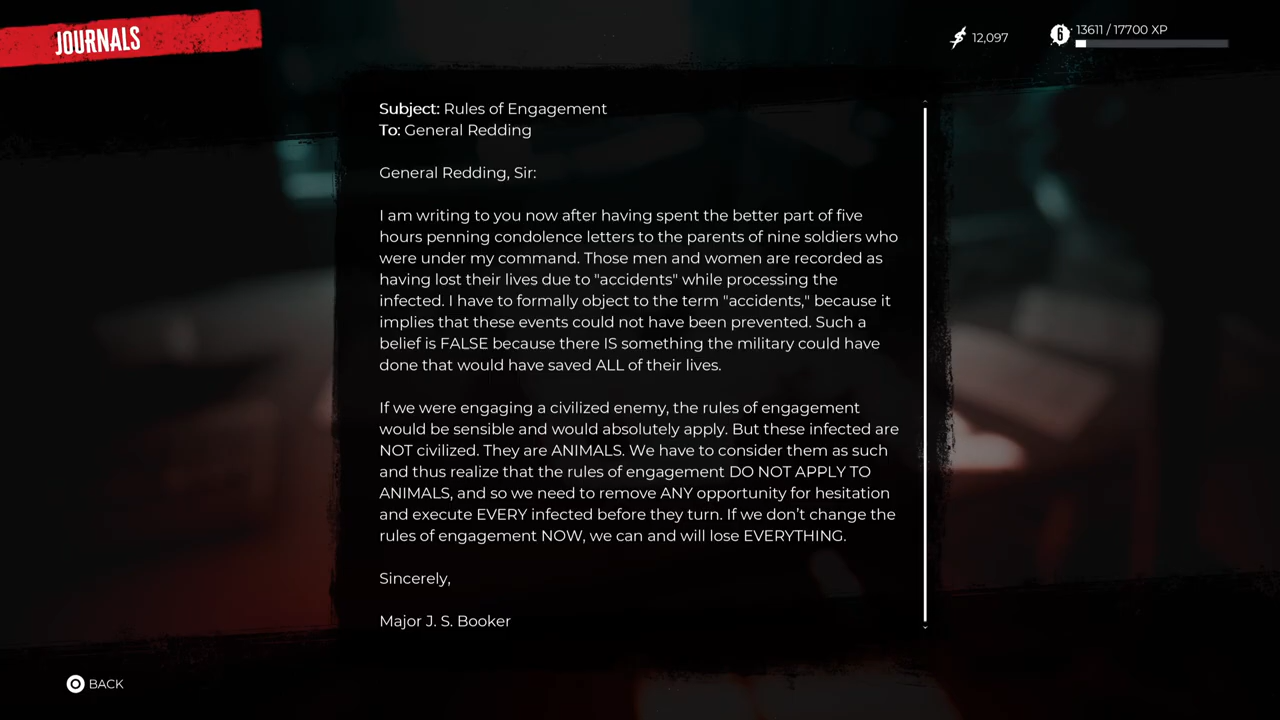 JOURNALS
12,097
6
13611 / 17700 XP
Subject: Rules of Engagement
To: General Redding
General Redding, Sir:
I am writing to you now after having spent the better part of five
hours penning condolence letters to the parents of nine soldiers who
were under my command. Those men and women are recorded as
having lost their lives due to "accidents" while processing the
infected. I have to formally object to the term "accidents," because it
implies that these events could not have been prevented. Such a
belief is FALSE because there IS something the military could have
done that would have saved ALL of their lives.
If we were engaging a civilized enemy, the rules of engagement
would be sensible and would absolutely apply. But these infected are
NOT civilized. They are ANIMALS. We have to consider them as such
and thus realize that the rules of engagement DO NOT APPLY TO
ANIMALS, and so we need to remove ANY opportunity for hesitation
and execute EVERY infected before they turn. If we don't change the
rules of engagement NOW, we can and will lose EVERYTHING.
Sincerely,
Major J. S. Booker
BACK